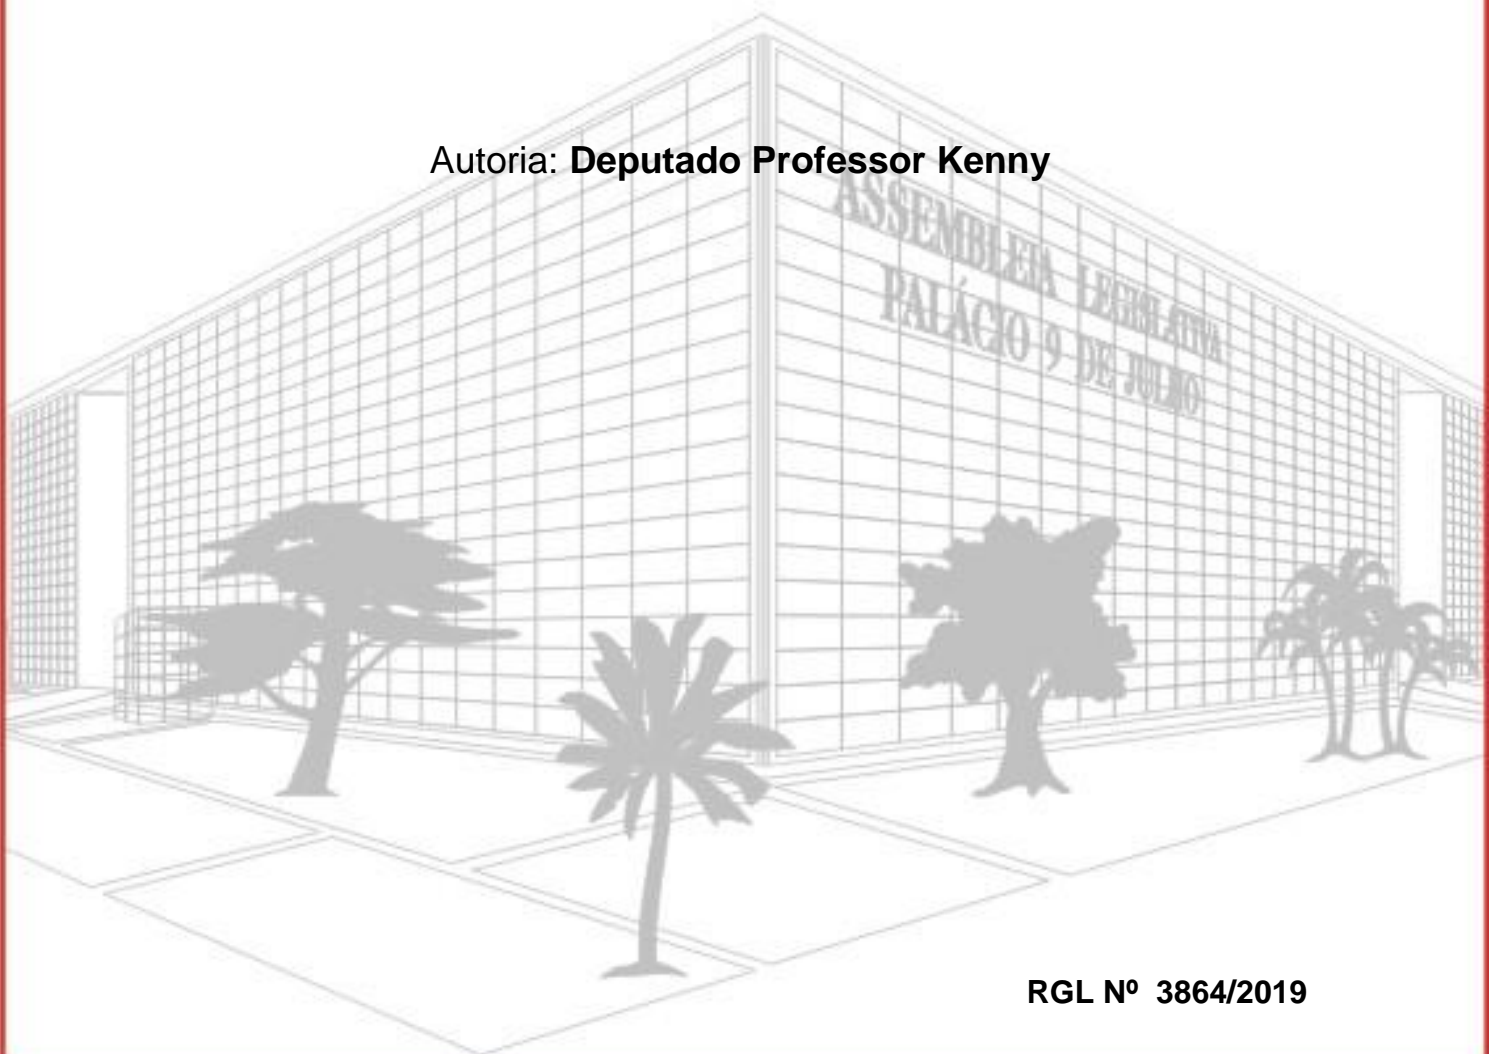 Autoria: Deputado Professor Kenny
ASSEMBLEIA LEGISLATIVA
PALÁCIO 9 DE JULHO
RGL Nº 3864/2019